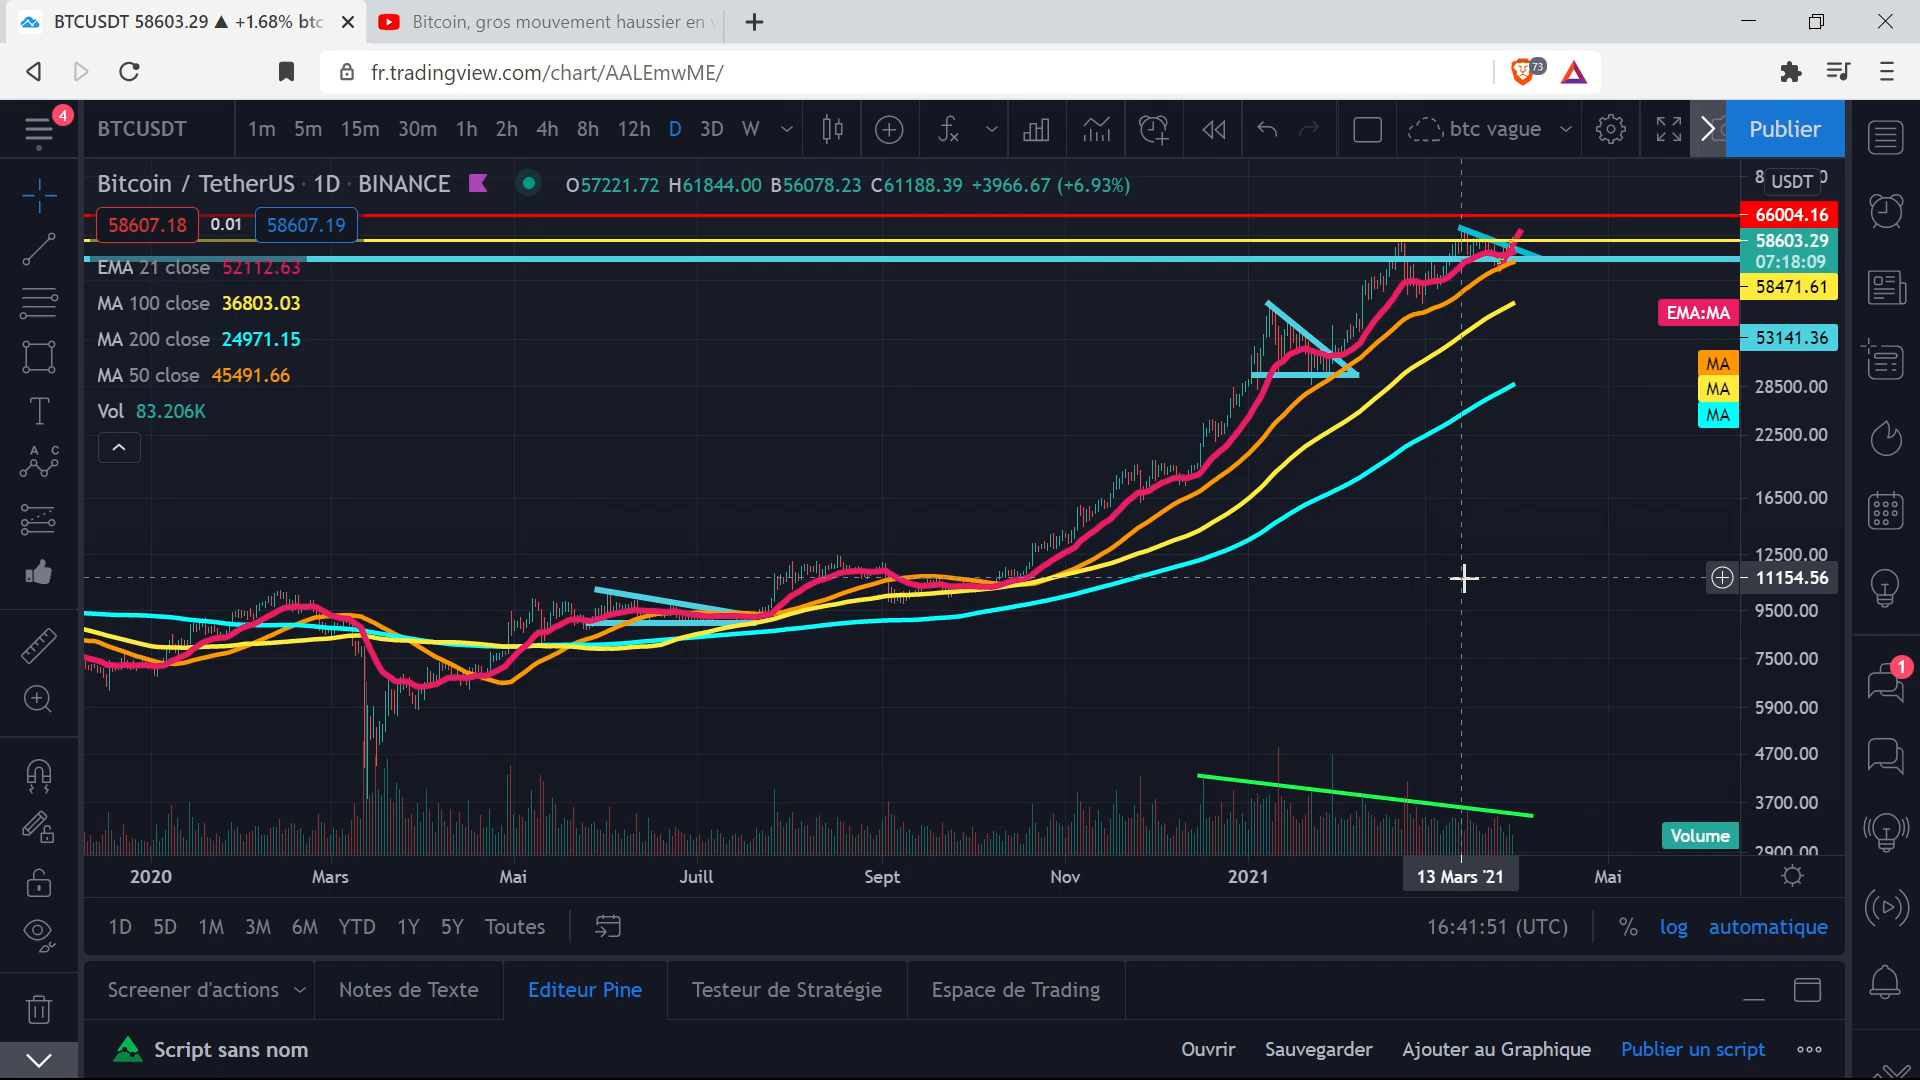 BTCUSDT 58603.29 ▲ +1.68% btc
Bitcoin, gros mouvement haussier en
fr.tradingview.com/chart/AALEmwME/
73
4
BTCUSDT
1m 5m 15m 30m 1h 2h 4h 8h 12h D 3D W
btc vague
Publier
Bitcoin / TetherUS · 1D · BINANCE
O57221.72 H61844.00 B56078.23 C61188.39 +3966.67 (+6.93%)
USDT
58607.18 0.01 58607.19
66004.16
58603.29
07:18:09
58471.61
EMA 21 close 52112.63
MA 100 close 36803.03
EMA:MA
MA 200 close 24971.15
53141.36
MA 50 close 45491.66
MA
MA
MA
28500.00
Vol 83.206K
22500.00
16500.00
12500.00
11154.56
9500.00
7500.00
5900.00
4700.00
3700.00
Volume
2900.00
1
2020 Mars Mai Juill Sept Nov 2021 13 Mars '21 Mai
1D 5D 1M 3M 6M YTD 1Y 5Y Toutes
16:41:51 (UTC) % log automatique
Screener d'actions Notes de Texte Editeur Pine Testeur de Stratégie Espace de Trading
Script sans nom
Ouvrir Sauvegarder Ajouter au Graphique Publier un script